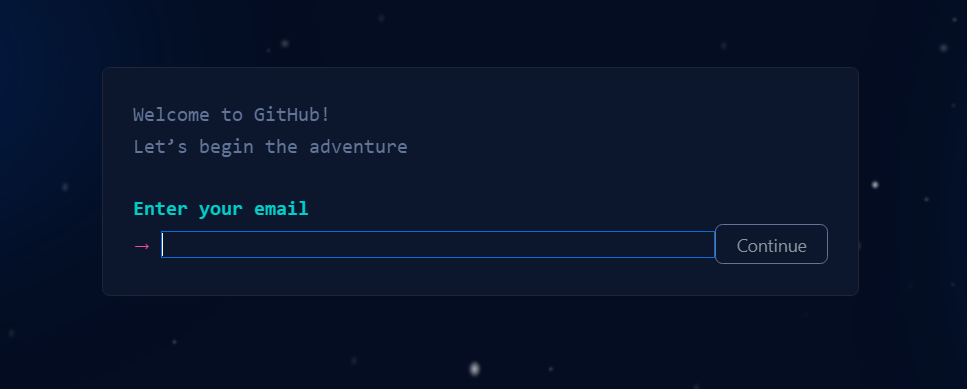 Welcome to GitHub!
Let’s begin the adventure
Enter your email
→
Continue